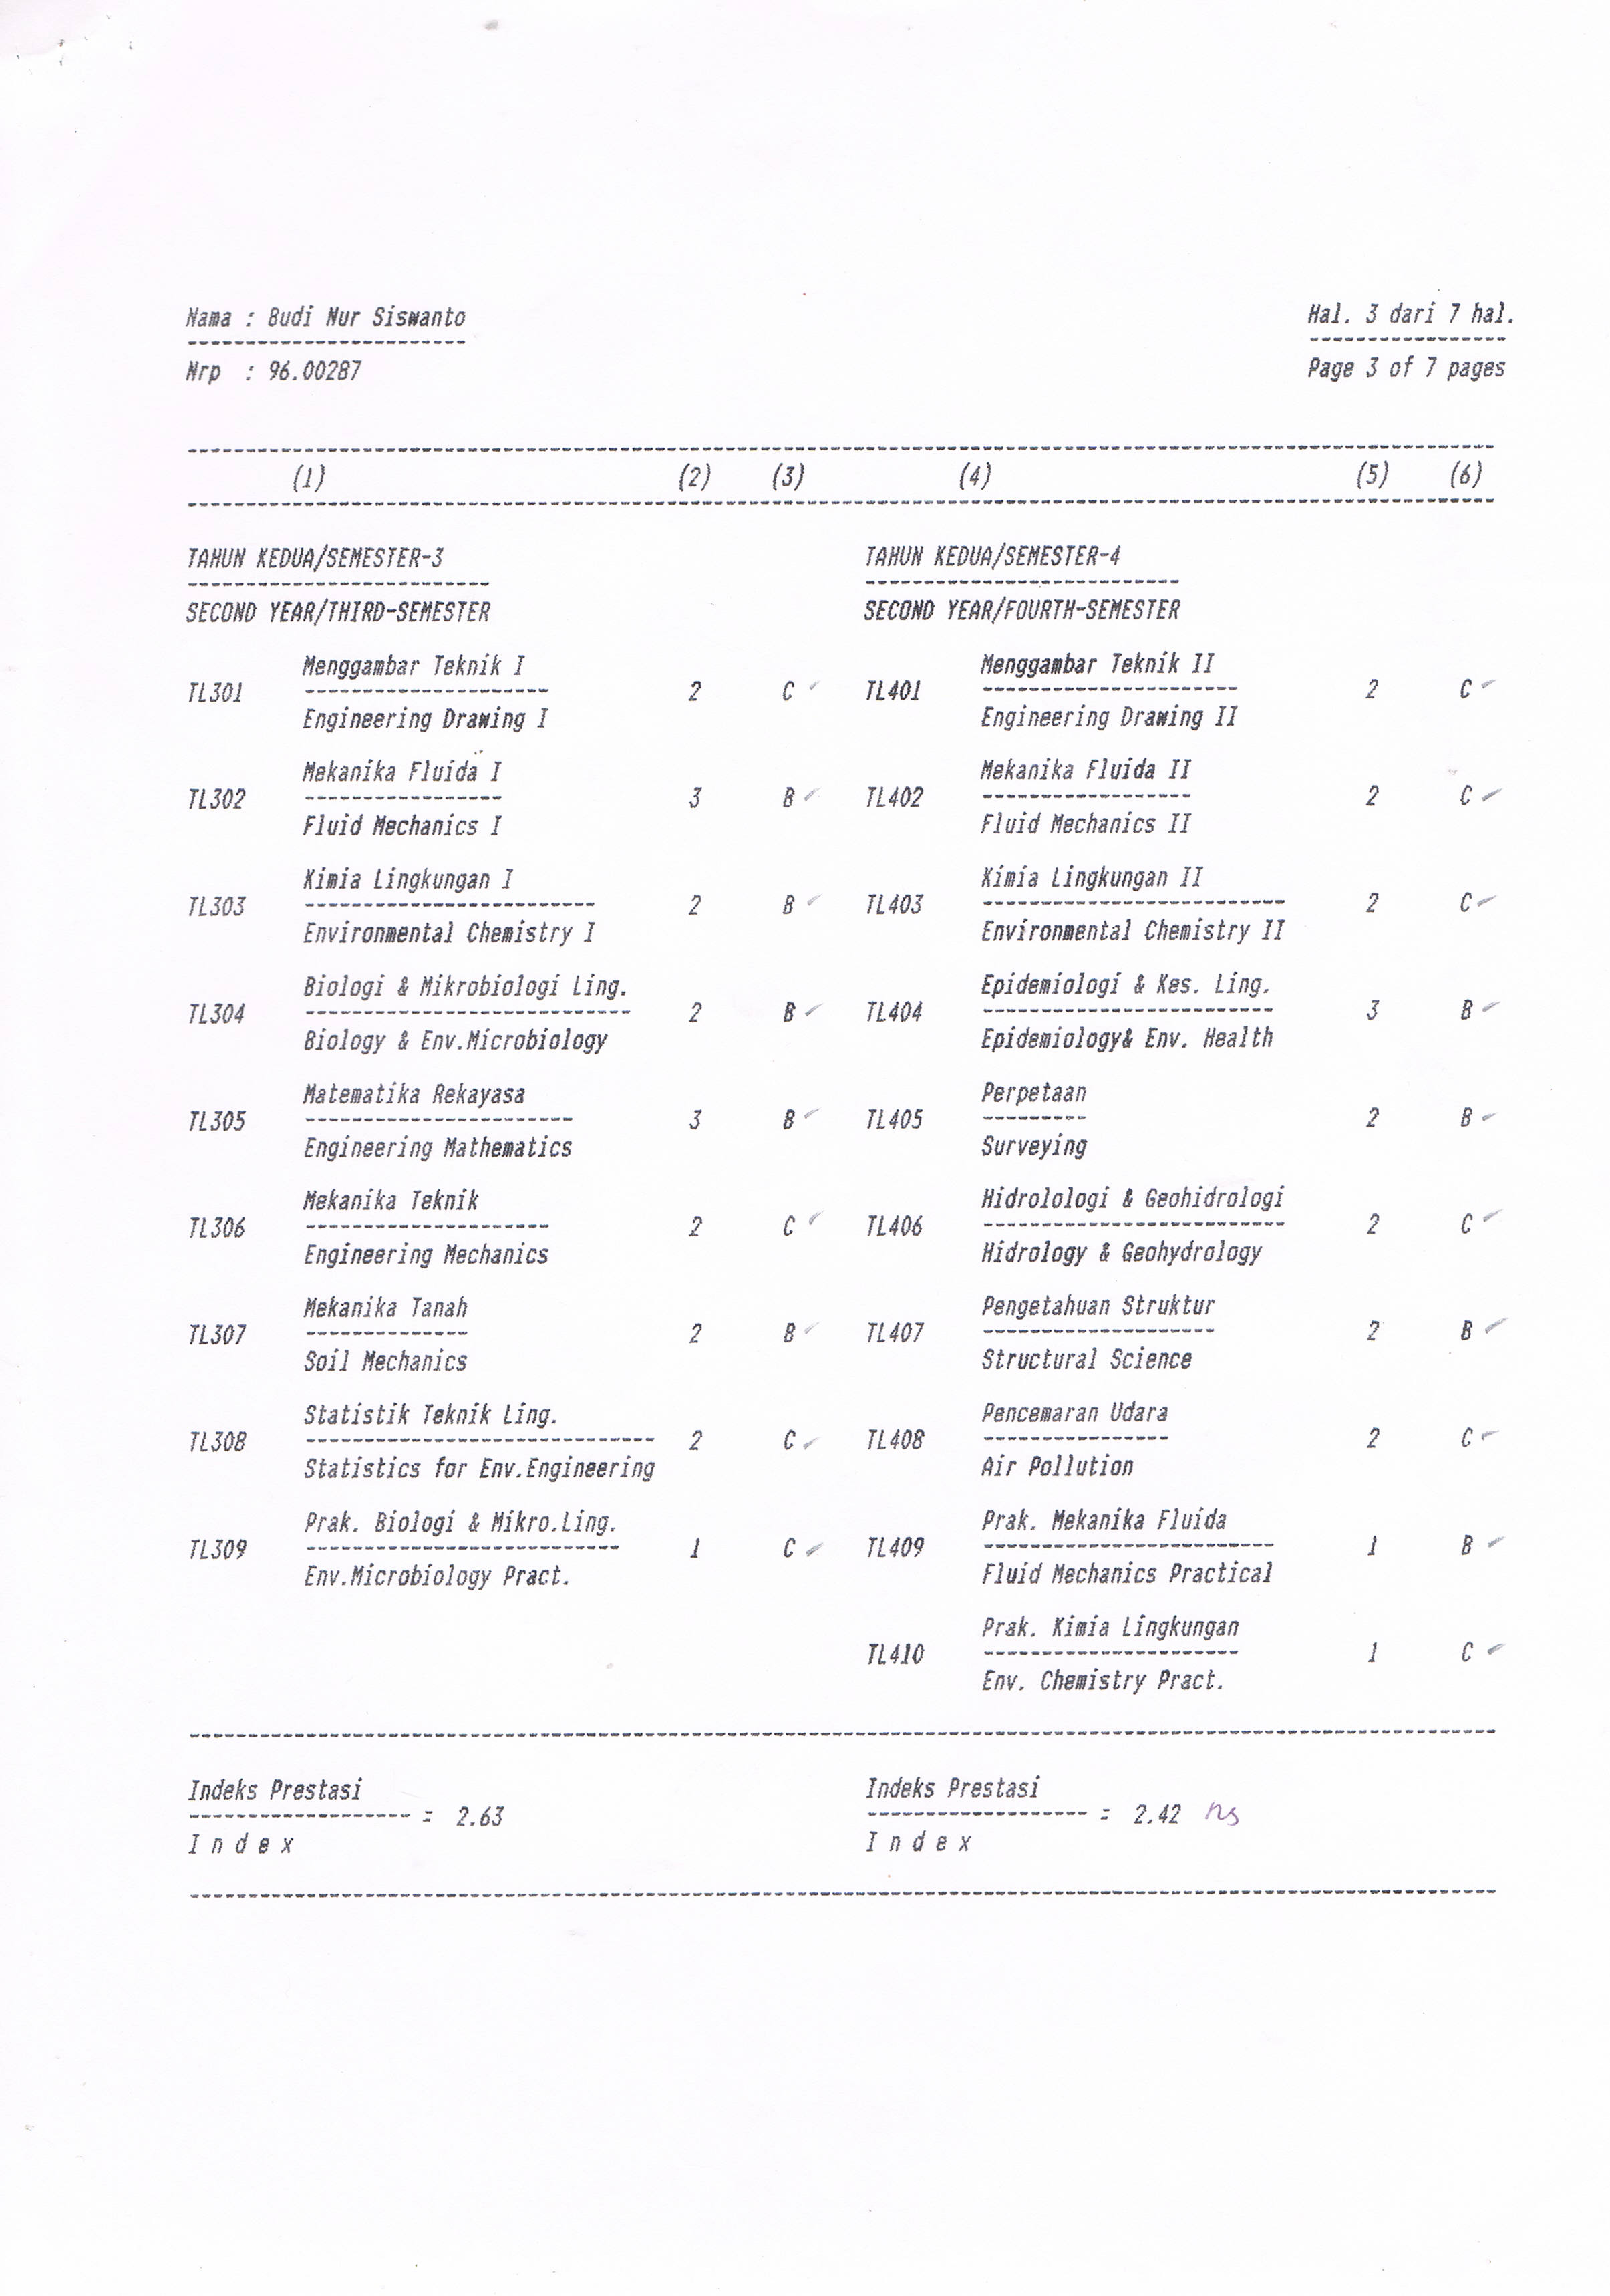 Nama : Budi Nur Siswanto
Nrp : 96.00287
Hal. 3 dari 7 hal.
Page 3 of 7 pages
(1) (2) (3) (4) (5) (6)
TAHUN KEDUA/SEMESTER-3
SECOND YEAR/THIRD-SEMESTER
Menggambar Teknik I
TL301 2 C
Engineering Drawing I
Mekanika Fluida I
TL302 3 B
Fluid Mechanics I
Kimia Lingkungan I
TL303 2 B
Environmental Chemistry I
Biologi & Mikrobiologi Ling.
TL304 2 B
Biology & Env.Microbiology
Matematika Rekayasa
TL305 3 B
Engineering Mathematics
Mekanika Teknik
TL306 2 C
Engineering Mechanics
Mekanika Tanah
TL307 2 B
Soil Mechanics
Statistik Teknik Ling.
TL308 2 C
Statistics for Env.Engineering
Prak. Biologi & Mikro.Ling.
TL309 1 C
Env.Microbiology Pract.
TAHUN KEDUA/SEMESTER-4
SECOND YEAR/FOURTH-SEMESTER
Menggambar Teknik II
TL401 2 C
Engineering Drawing II
Mekanika Fluida II
TL402 2 C
Fluid Mechanics II
Kimia Lingkungan II
TL403 2 C
Environmental Chemistry II
Epidemiologi & Kes. Ling.
TL404 3 B
Epidemiology& Env. Health
Perpetaan
TL405 2 B
Surveying
Hidrolologi & Geohidrologi
TL406 2 C
Hidrology & Geohydrology
Pengetahuan Struktur
TL407 2 B
Structural Science
Pencemaran Udara
TL408 2 C
Air Pollution
Prak. Mekanika Fluida
TL409 1 B
Fluid Mechanics Practical
Prak. Kimia Lingkungan
TL410 1 C
Env. Chemistry Pract.
Indeks Prestasi
= 2.63
I n d e x
Indeks Prestasi
= 2.42
I n d e x